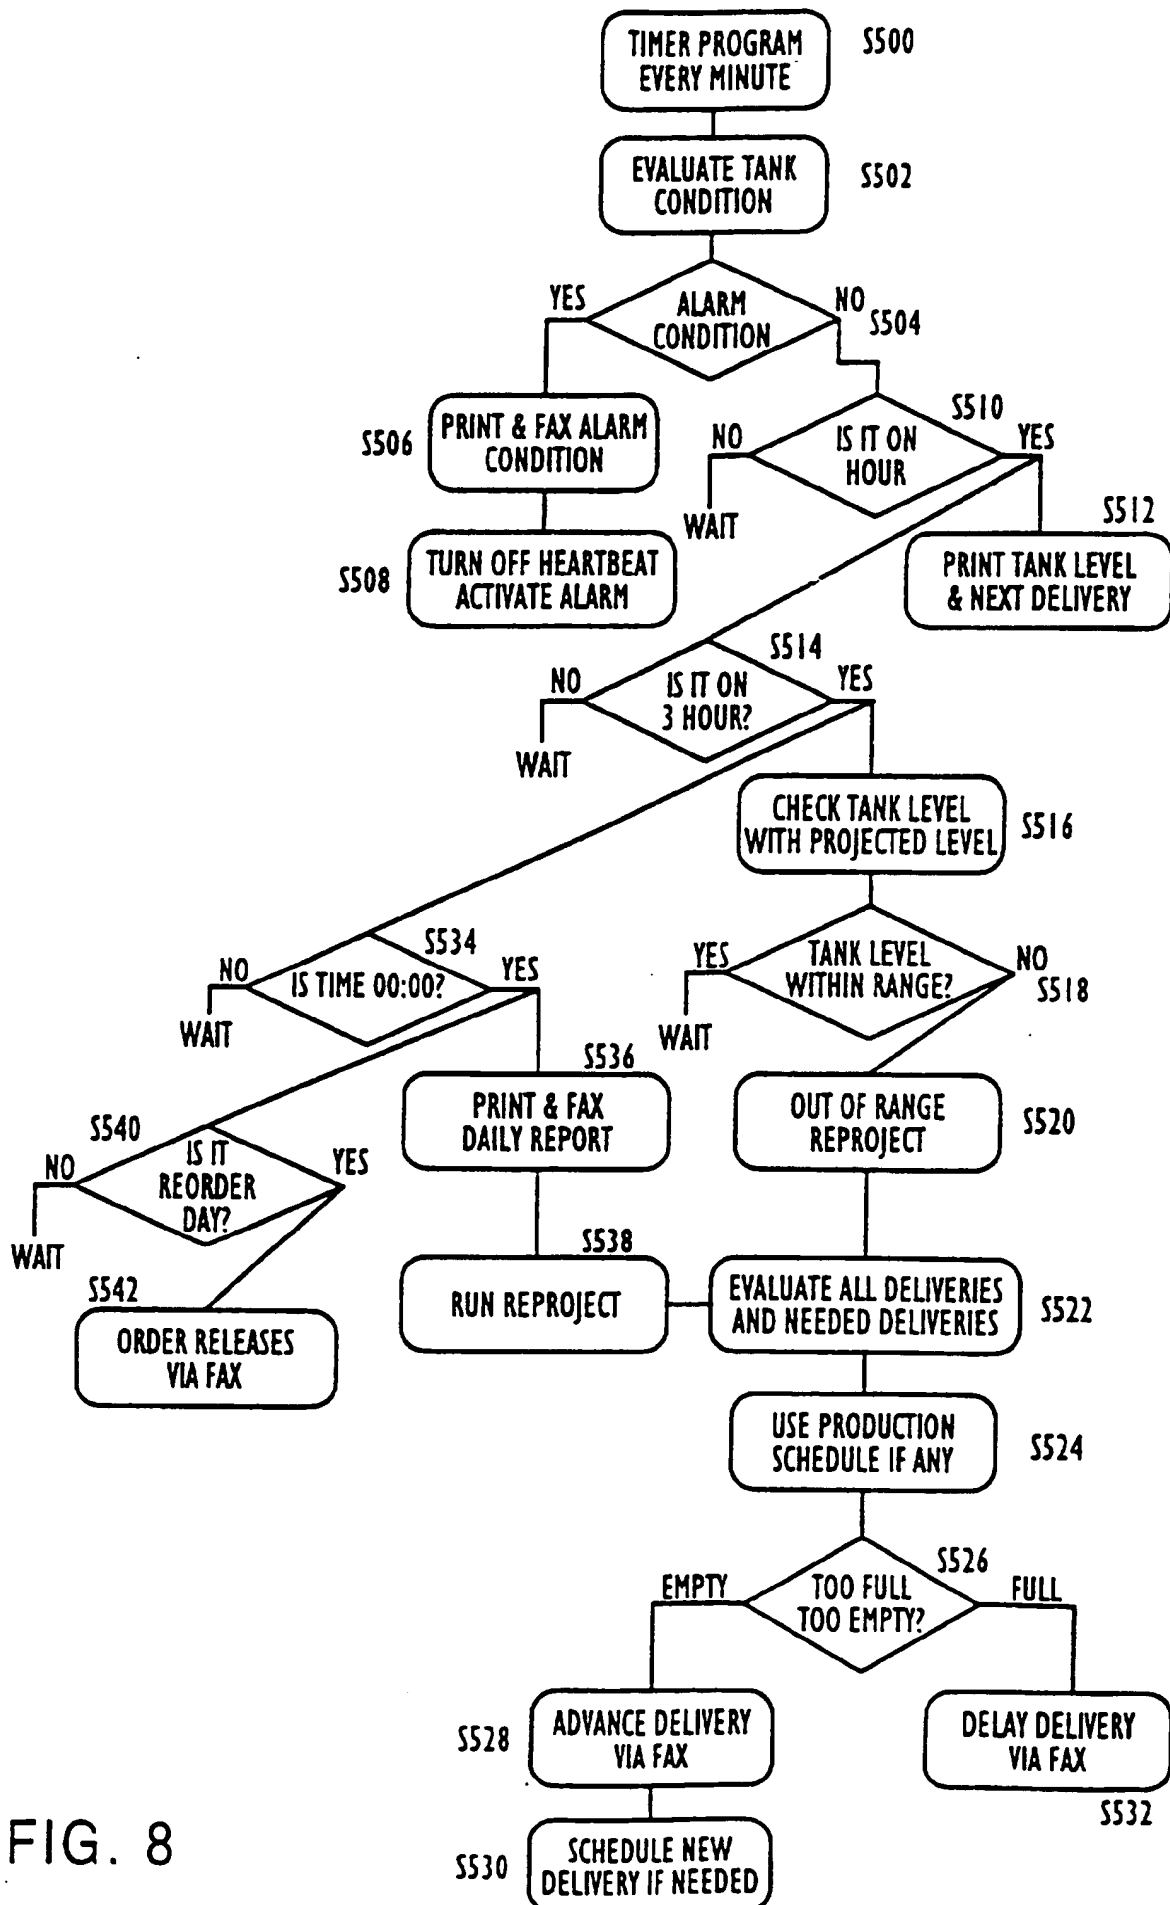 TIMER PROGRAM
EVERY MINUTE
S500
EVALUATE TANK
CONDITION
S502
YES
ALARM
CONDITION
NO
S504
S506
PRINT & FAX ALARM
CONDITION
NO
IS IT ON
HOUR
S510
YES
WAIT
S508
TURN OFF HEARTBEAT
ACTIVATE ALARM
S512
PRINT TANK LEVEL
& NEXT DELIVERY
NO
IS IT ON
3 HOUR?
S514
YES
WAIT
CHECK TANK LEVEL
WITH PROJECTED LEVEL
S516
NO
IS TIME 00:00?
S534
YES
WAIT
YES
TANK LEVEL
WITHIN RANGE?
NO
S518
WAIT
S536
PRINT & FAX
DAILY REPORT
OUT OF RANGE
REPROJECT
S520
S540
NO
IS IT
REORDER
DAY?
YES
WAIT
S538
RUN REPROJECT
EVALUATE ALL DELIVERIES
AND NEEDED DELIVERIES
S522
S542
ORDER RELEASES
VIA FAX
USE PRODUCTION
SCHEDULE IF ANY
S524
EMPTY
TOO FULL
TOO EMPTY?
S526
FULL
S528
ADVANCE DELIVERY
VIA FAX
DELAY DELIVERY
VIA FAX
S532
S530
SCHEDULE NEW
DELIVERY IF NEEDED
FIG. 8